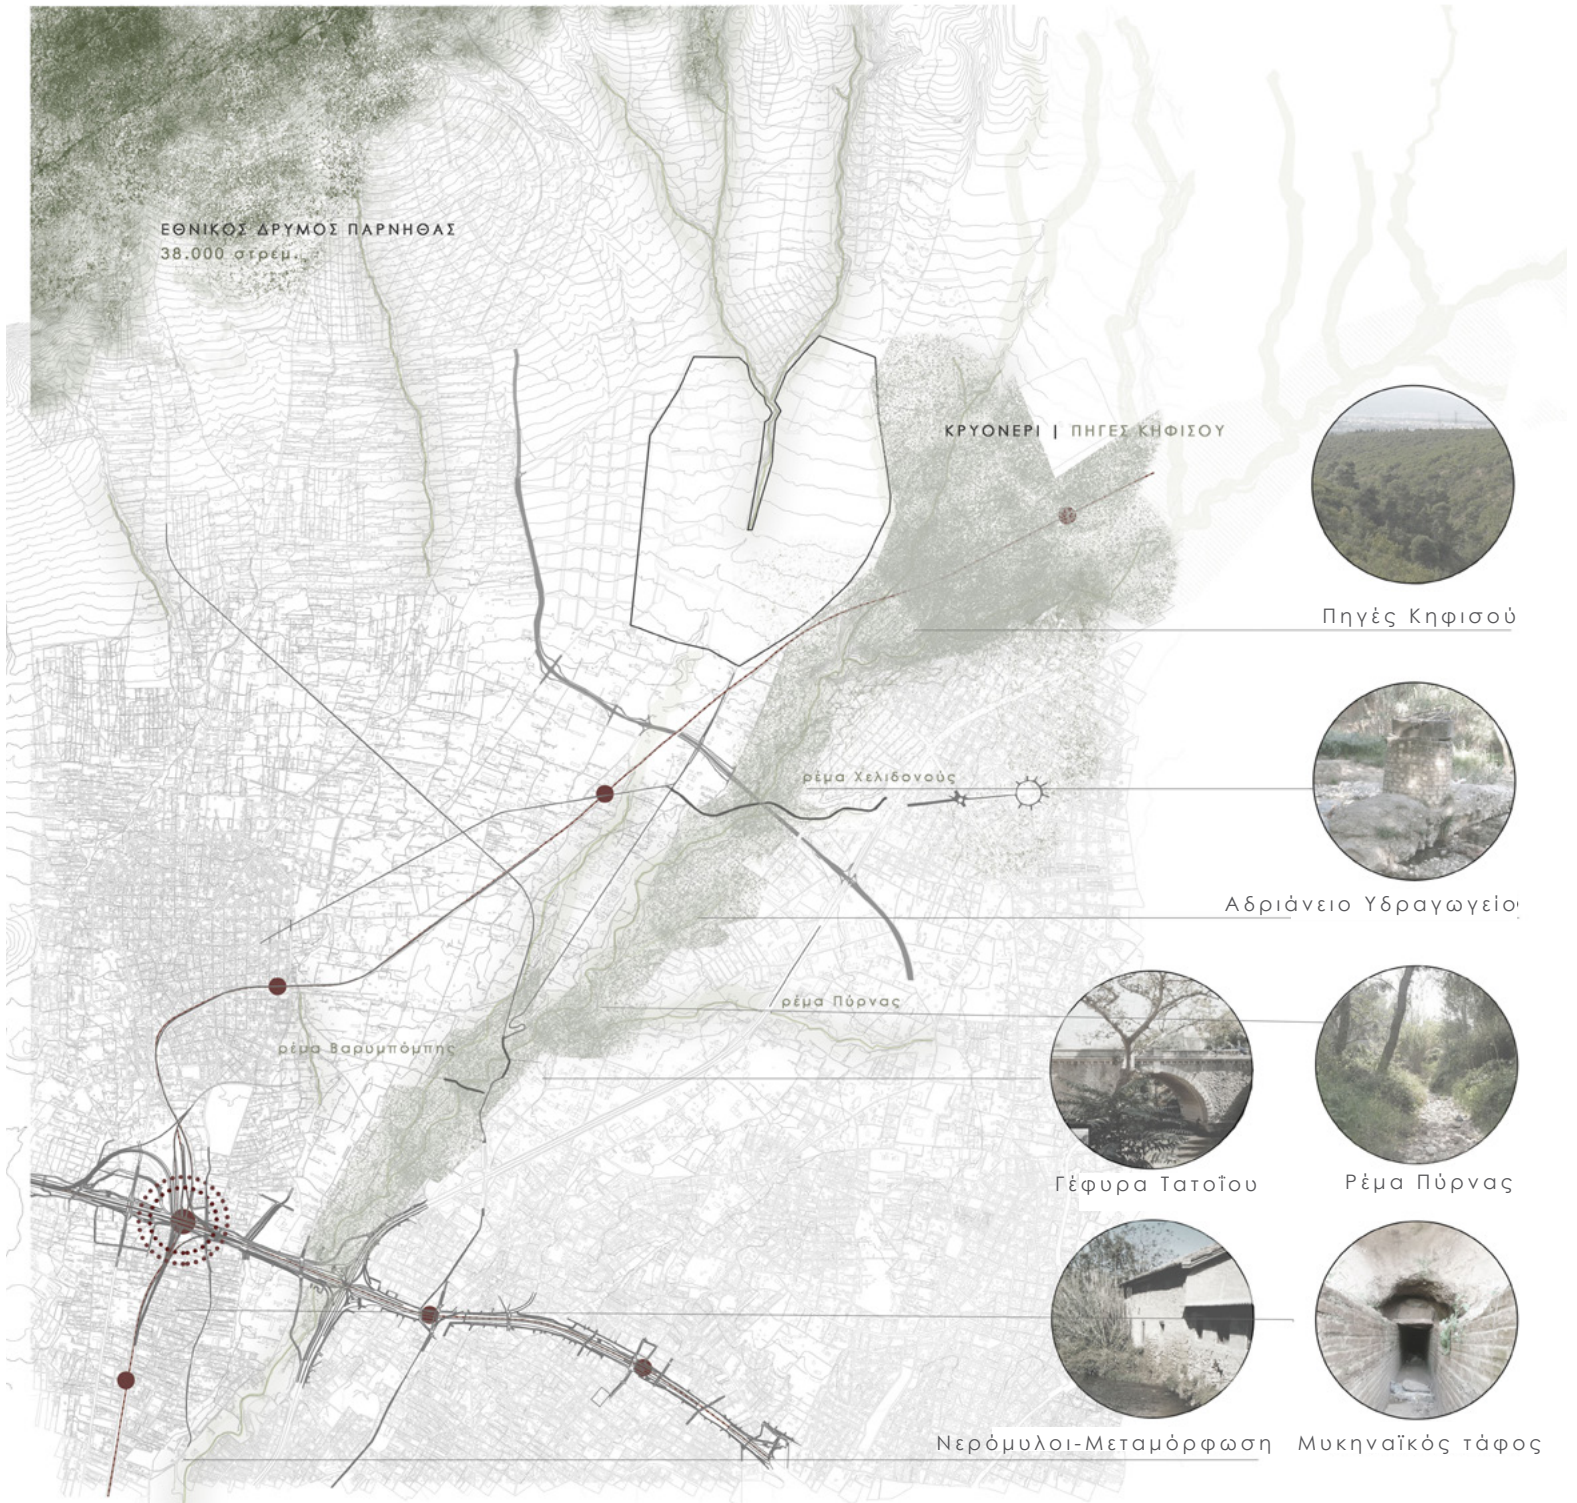 ΕΘΝΙΚΟΣ ΔΡΥΜΟΣ ΠΑΡΝΗΘΑΣ
38.000 στρεμ.
ΚΡΥΟΝΕΡΙ | ΠΗΓΕΣ ΚΗΦΙΣΟΥ
Πηγές Κηφισού
ρέμα Χελιδονούς
Αδριάνειο Υδραγωγείο
ρέμα Πύρνας
ρέμα Βαρυμπόμπης
Γέφυρα Τατοΐου
Ρέμα Πύρνας
Νερόμυλοι-Μεταμόρφωση
Μυκηναϊκός τάφος